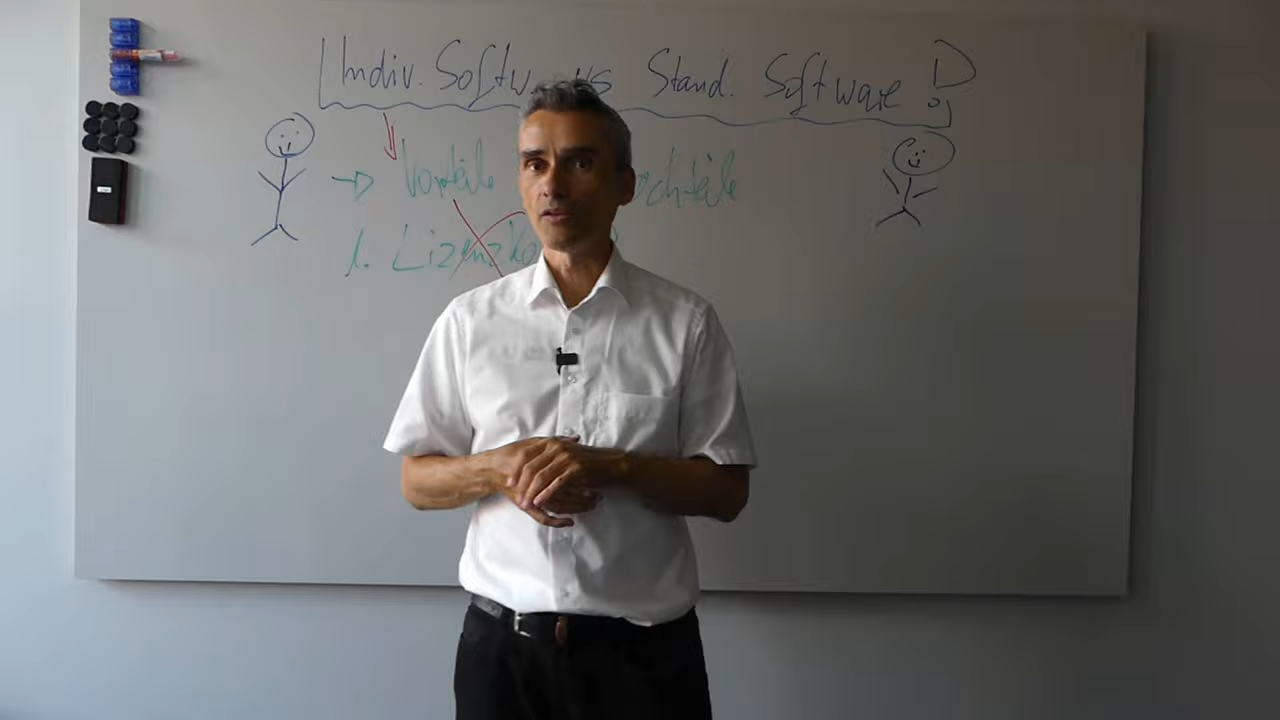 Indiv. Softw. vs Stand. Software ?
→ Vorteile
1. Lizenzko